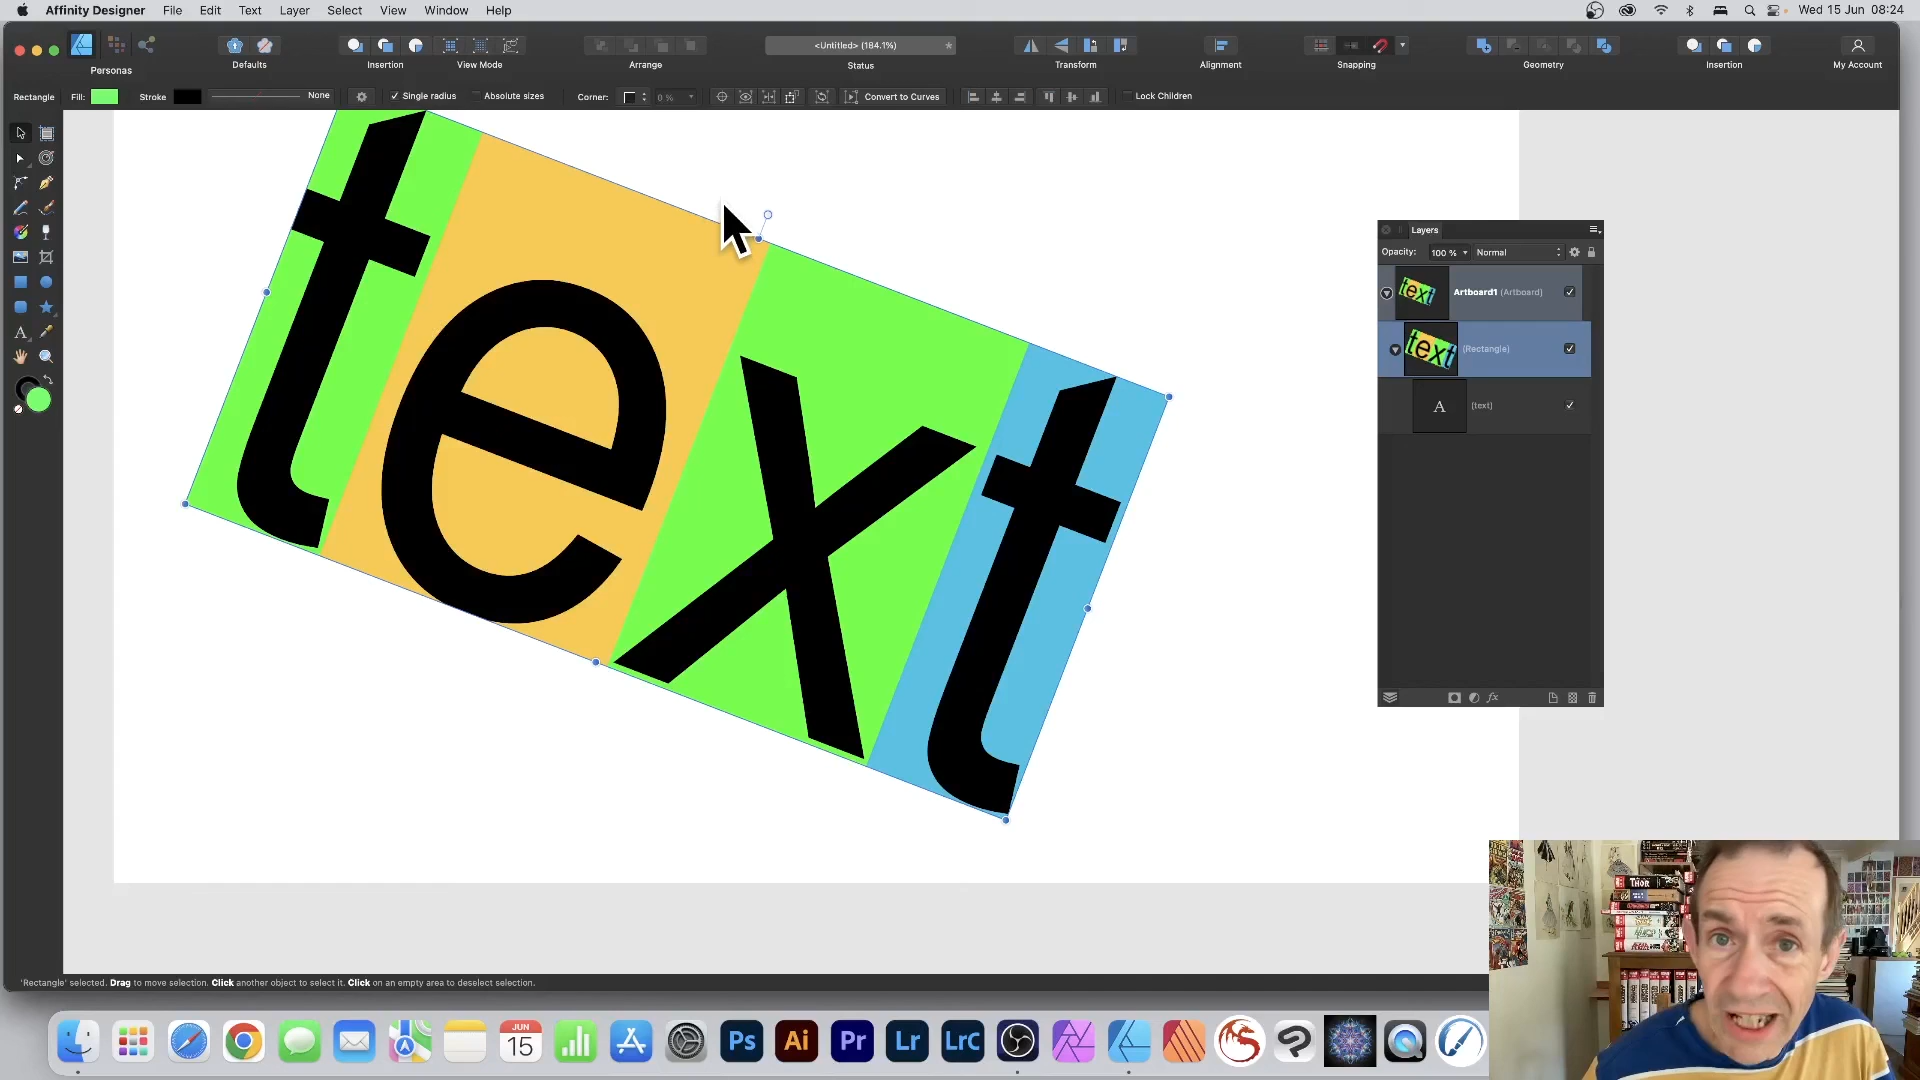 Affinity Designer File Edit Text Layer Select View Window Help Wed 15 Jun 08:24
<Untitled> (184.1%) *
Personas Defaults Insertion View Mode Arrange Status Transform Alignment Snapping Geometry Insertion My Account
Rectangle Fill: Stroke None Single radius Absolute sizes Corner: 0 % Convert to Curves Lock Children
text
Layers
Opacity: 100 % Normal
text
Artboard1 (Artboard)
text
(Rectangle)
A (text)
fx
A
'Rectangle' selected. Drag to move selection. Click another object to select it. Click on an empty area to deselect selection.
THOR
JUN
15
Ps Ai Pr Lr LrC